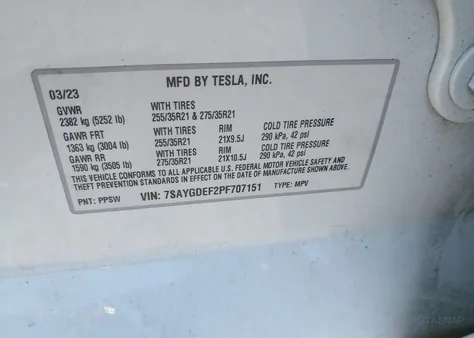 MFD BY TESLA, INC.
03/23
GVWR
2382 kg (5252 lb)
WITH TIRES
255/35R21 & 275/35R21
GAWR FRT
1363 kg (3004 lb)
WITH TIRES
255/35R21
RIM
21X9.5J
COLD TIRE PRESSURE
290 kPa, 42 psi
GAWR RR
1590 kg (3505 lb)
WITH TIRES
275/35R21
RIM
21X10.5J
COLD TIRE PRESSURE
290 kPa, 42 psi
THIS VEHICLE CONFORMS TO ALL APPLICABLE U.S. FEDERAL MOTOR VEHICLE SAFETY AND
THEFT PREVENTION STANDARDS IN EFFECT ON THE DATE OF MANUFACTURE SHOWN ABOVE.
PNT: PPSW VIN: 7SAYGDEF2PF707151 TYPE: MPV